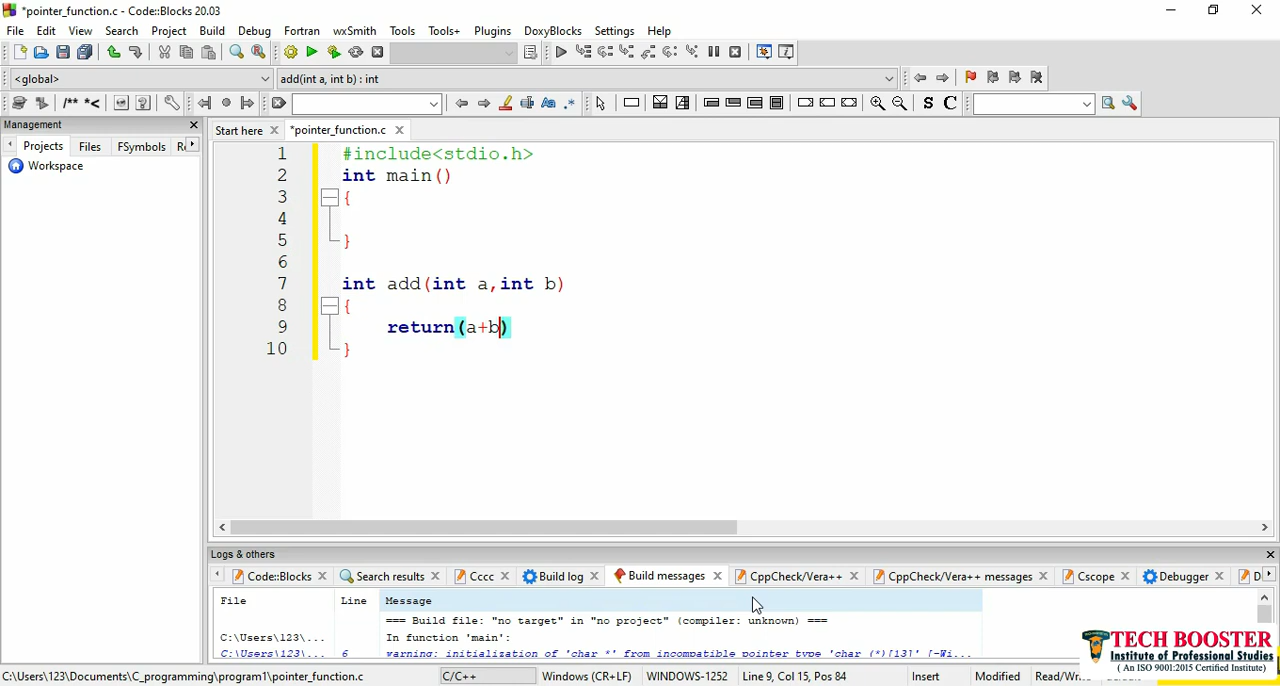 *pointer_function.c - Code::Blocks 20.03
File Edit View Search Project Build Debug Fortran wxSmith Tools Tools+ Plugins DoxyBlocks Settings Help
<global> add(int a, int b) : int
/** *< S C
Management
Start here *pointer_function.c
Projects Files FSymbols
Workspace
1 #include<stdio.h>
2 int main()
3 {
4
5 }
6
7 int add(int a,int b)
8 {
9 return(a+b)
10 }
Logs & others
Code::Blocks Search results Cccc Build log Build messages CppCheck/Vera++ CppCheck/Vera++ messages Cscope Debugger D
File Line Message
=== Build file: "no target" in "no project" (compiler: unknown) ===
C:\Users\123\... In function 'main':
C:\Users\123\... 6 warning: initialization of 'char *' from incompatible pointer type 'char (*)[13]' [-Wi...
TECH BOOSTER
Institute of Professional Studies
( An ISO 9001:2015 Certified Institute)
C:\Users\123\Documents\C_programming\program1\pointer_function.c C/C++ Windows (CR+LF) WINDOWS-1252 Line 9, Col 15, Pos 84 Insert Modified